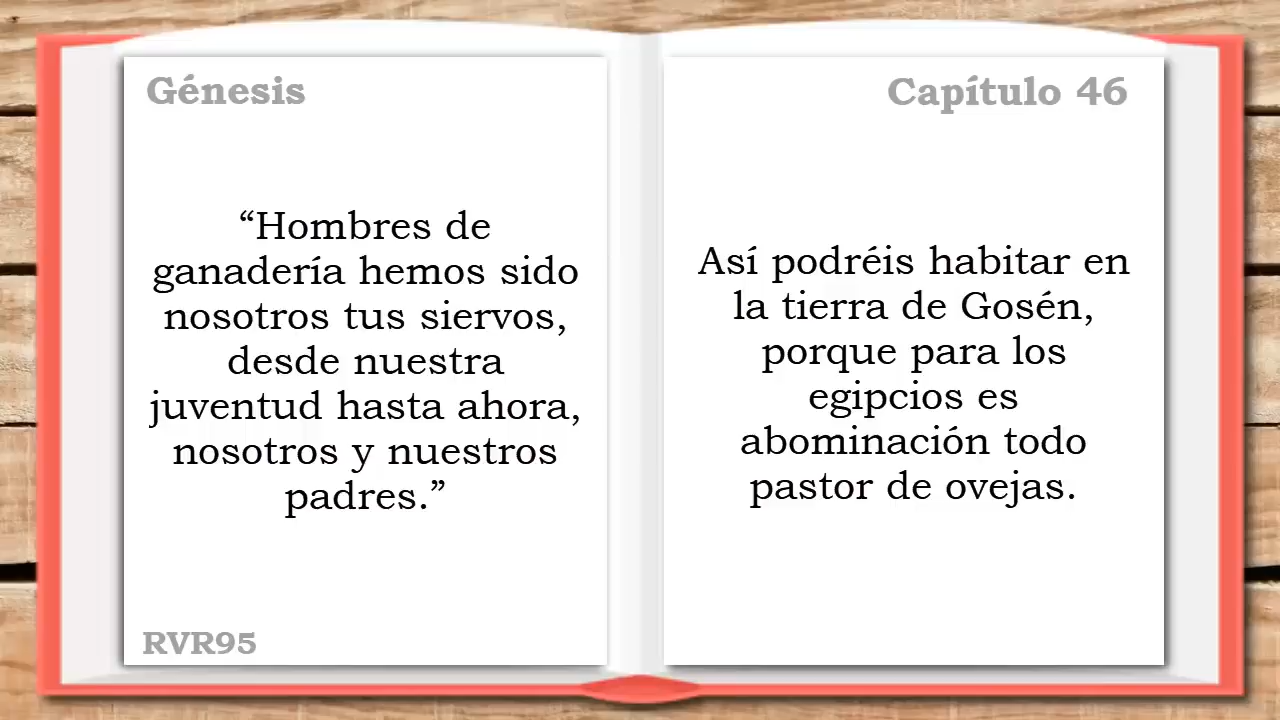 Génesis
“Hombres de
ganadería hemos sido
nosotros tus siervos,
desde nuestra
juventud hasta ahora,
nosotros y nuestros
padres.”
RVR95
Capítulo 46
Así podréis habitar en
la tierra de Gosén,
porque para los
egipcios es
abominación todo
pastor de ovejas.